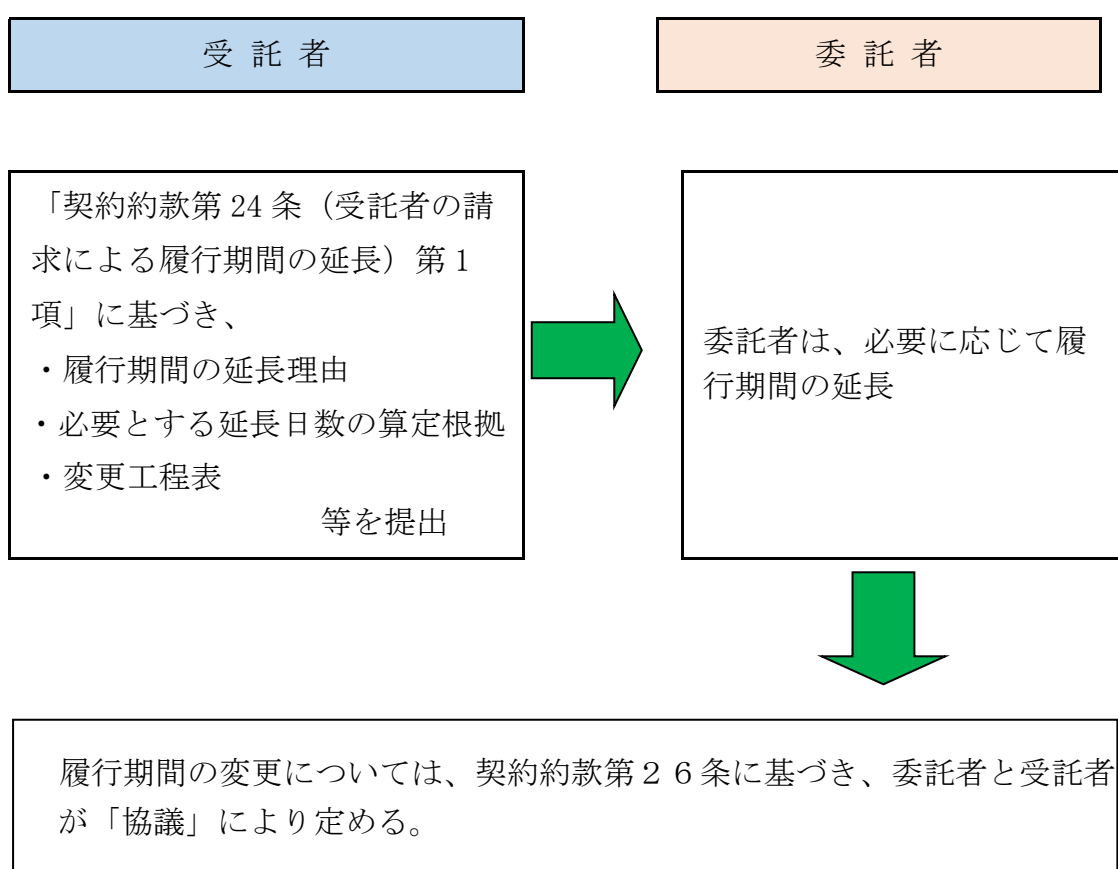 受託者
委託者
「契約約款第24条（受託者の請
求による履行期間の延長）第1
項」に基づき、
・履行期間の延長理由
・必要とする延長日数の算定根拠
・変更工程表
等を提出
委託者は、必要に応じて履
行期間の延長
履行期間の変更については、契約約款第２６条に基づき、委託者と受託者
が「協議」により定める。